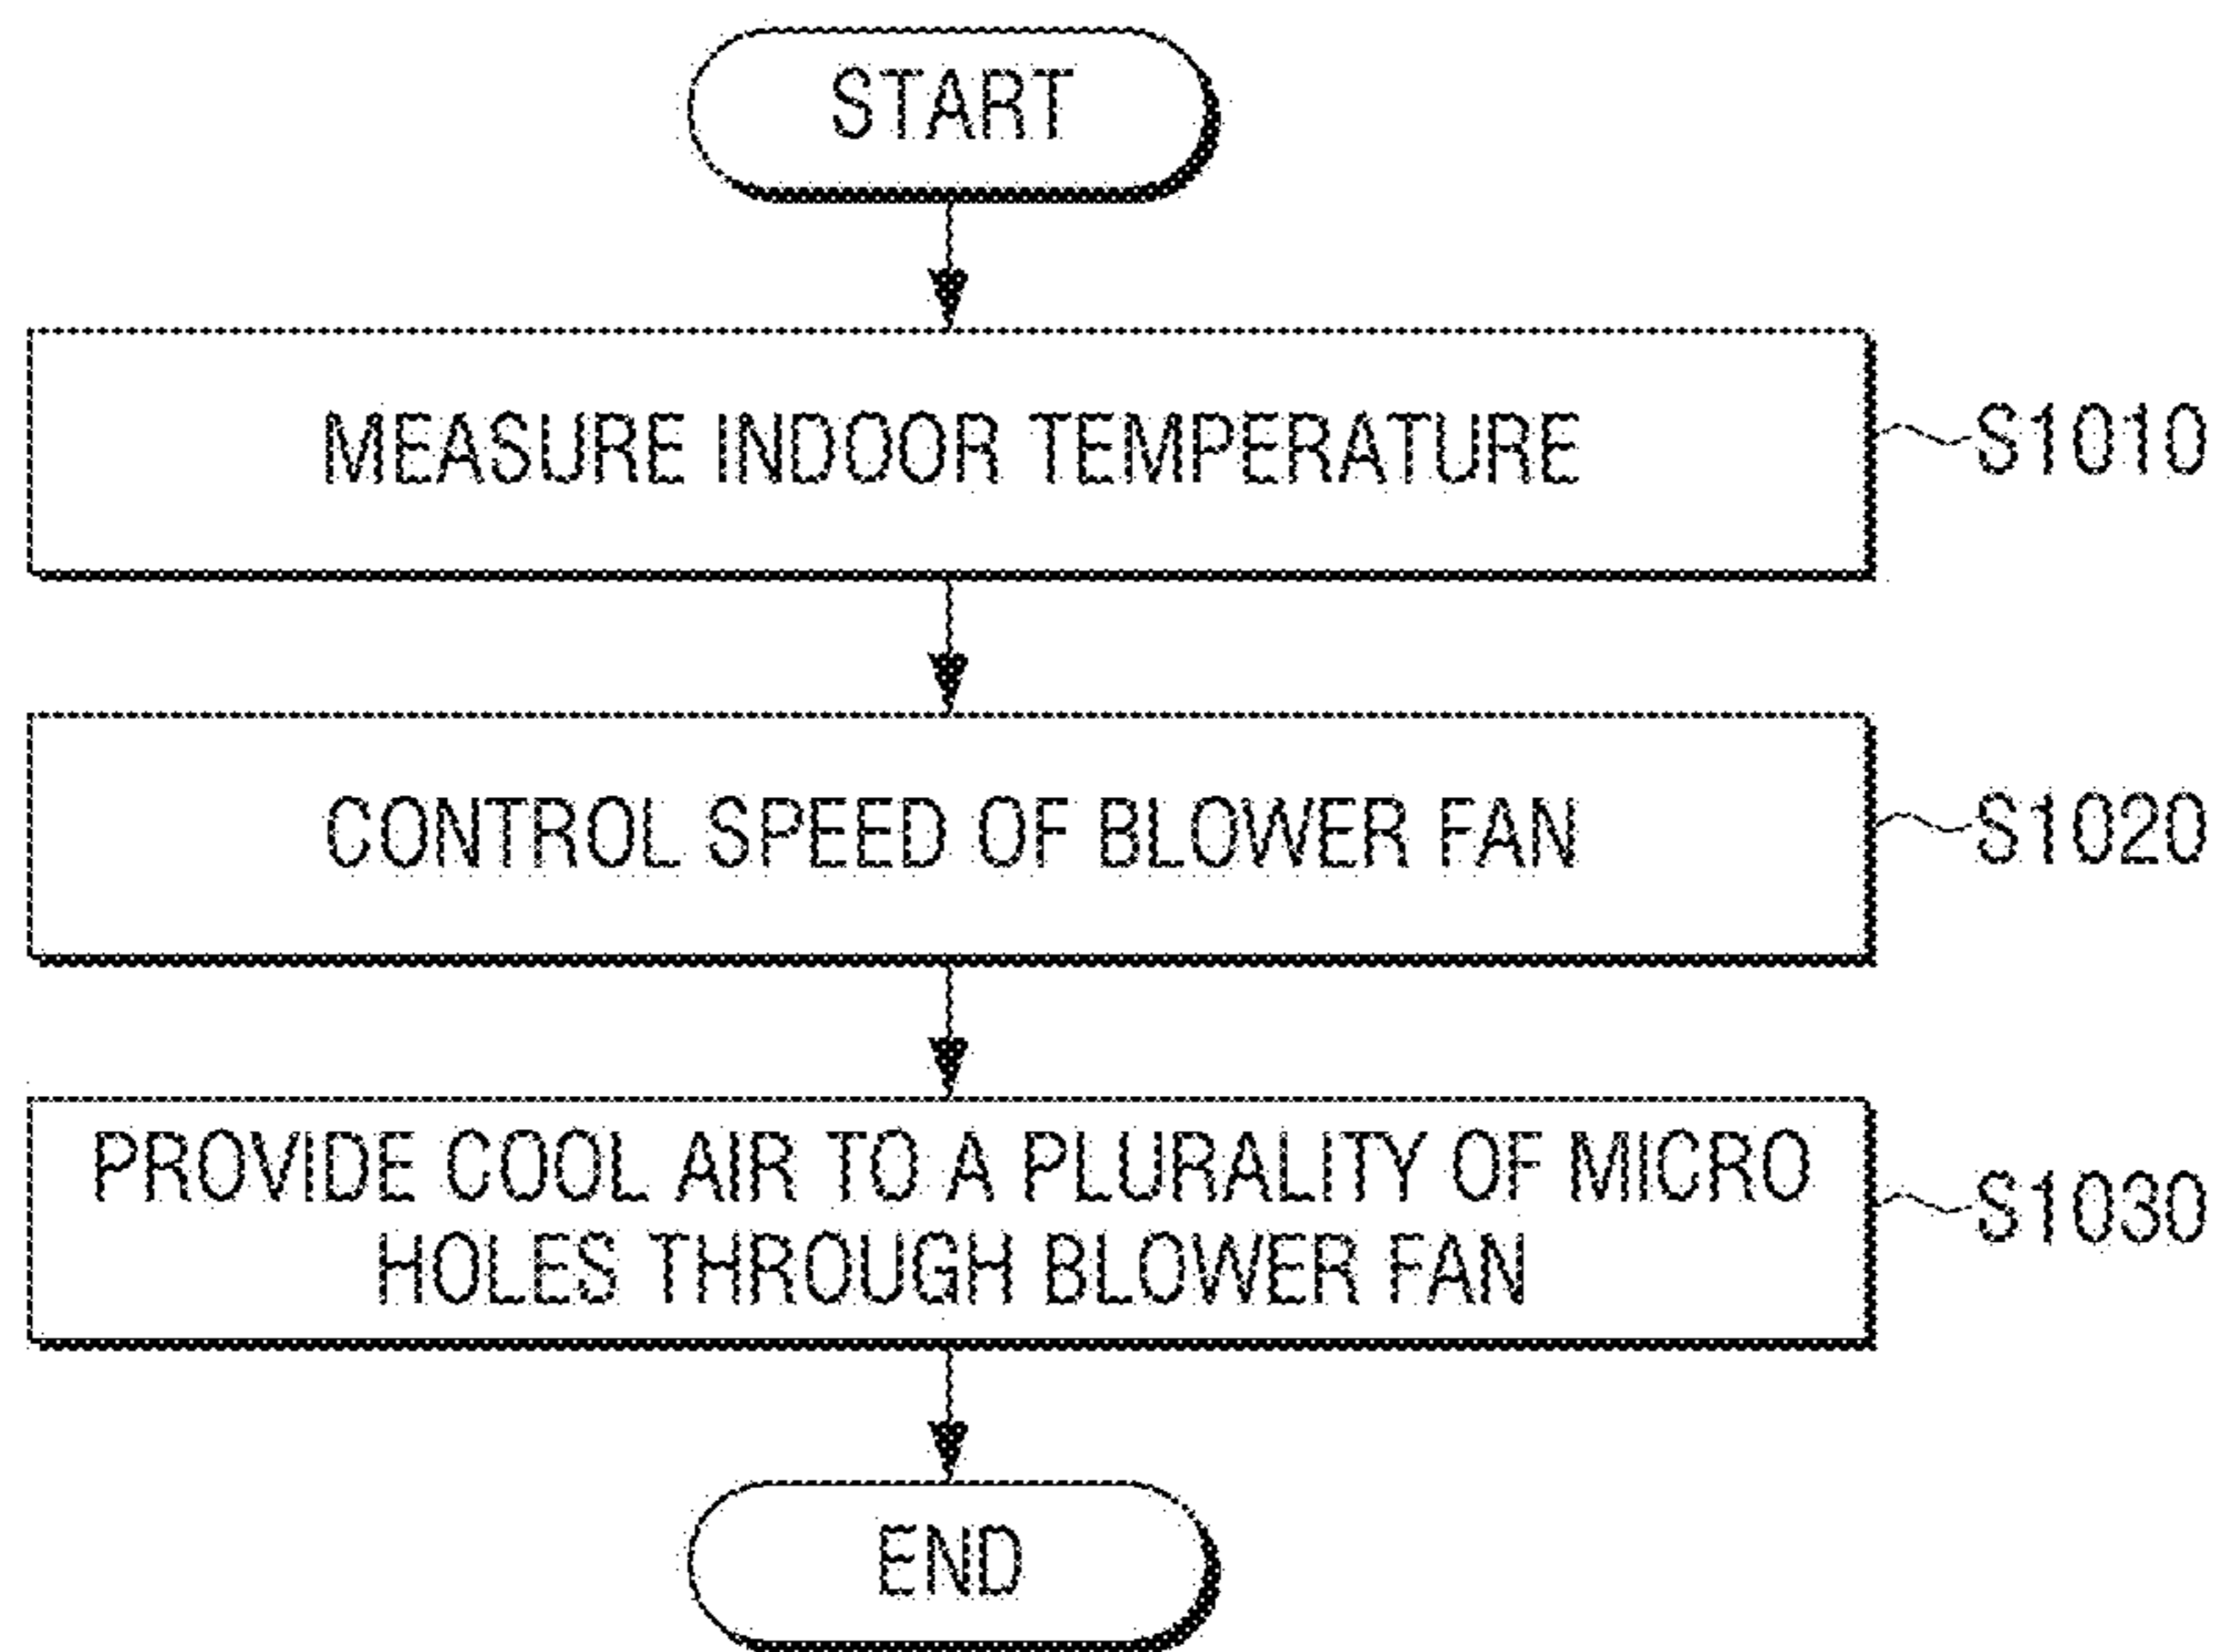 START
MEASURE INDOOR TEMPERATURE
S1010
CONTROL SPEED OF BLOWER FAN
S1020
PROVIDE COOL AIR TO A PLURALITY OF MICRO
HOLES THROUGH BLOWER FAN
S1030
END